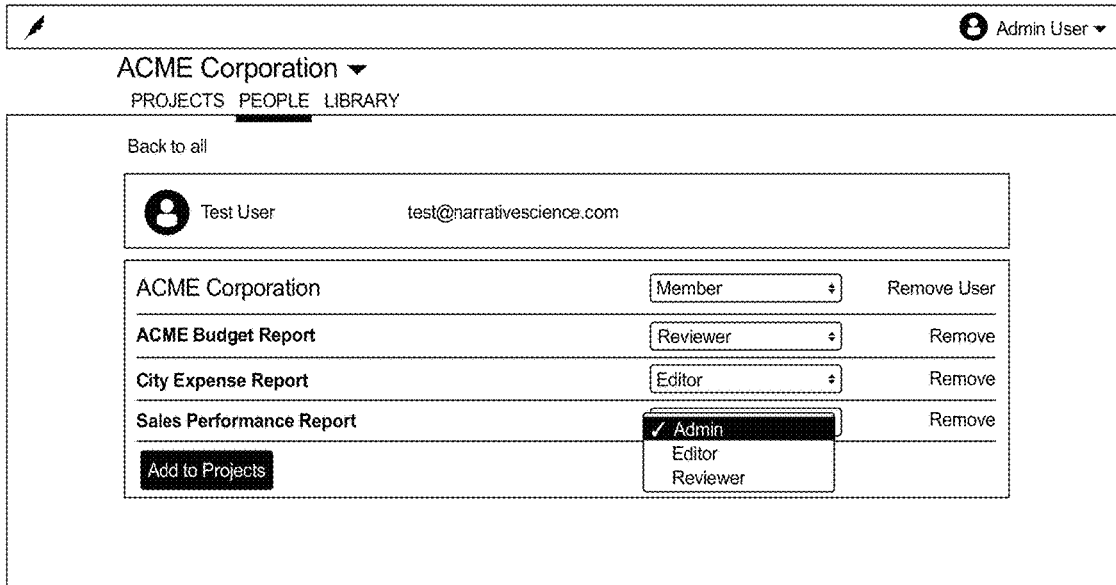 Admin User
ACME Corporation
PROJECTS PEOPLE LIBRARY
Back to all
Test User test@narrativescience.com
ACME Corporation Member Remove User
ACME Budget Report Reviewer Remove
City Expense Report Editor Remove
Sales Performance Report ✓ Admin Remove
Editor
Add to Projects
Reviewer